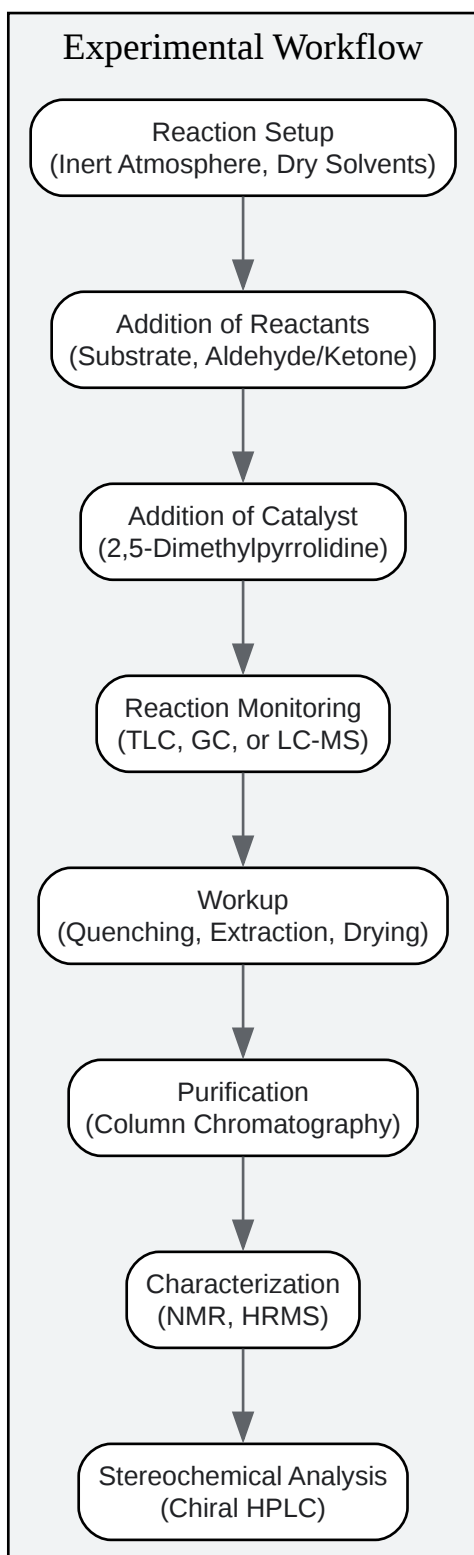 Experimental Workflow
Reaction Setup
(Inert Atmosphere, Dry Solvents)
Addition of Reactants
(Substrate, Aldehyde/Ketone)
Addition of Catalyst
(2,5-Dimethylpyrrolidine)
Reaction Monitoring
(TLC, GC, or LC-MS)
Workup
(Quenching, Extraction, Drying)
Purification
(Column Chromatography)
Characterization
(NMR, HRMS)
Stereochemical Analysis
(Chiral HPLC)